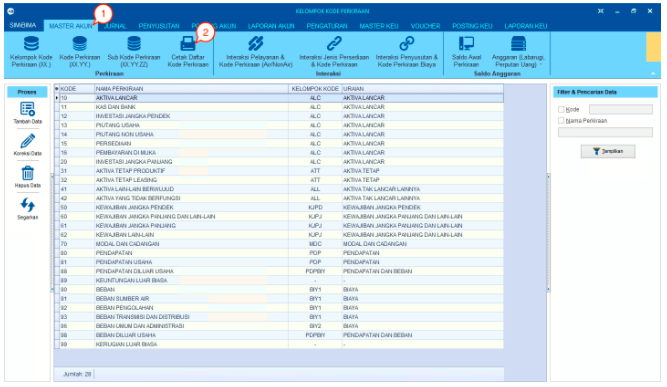 KELOMPOK KODE PERKIRAAN
SIMBIMA MASTER AKUN JURNAL PENYUSUTAN POSTING AKUN LAPORAN AKUN PENGATURAN MASTER KEU VOUCHER POSTING KEU LAPORAN KEU
1
2
Kelompok Kode Perkiraan (XX.)
Kode Perkiraan (XX.YY.)
Sub Kode Perkiraan (XX.YY.ZZ)
Cetak Daftar Kode Perkiraan
Interaksi Pelayanan & Kode Perkiraan (Air/NonAir)
Interaksi Jenis Persediaan & Kode Perkiraan
Interaksi Penyusutan & Kode Perkiraan Biaya
Saldo Awal Perkiraan
Anggaran (Labarugi, Perputan Uang)
Perkiraan Interaksi Saldo Anggaran
Proses
Tambah Data
Koreksi Data
Hapus Data
Segarkan
KODE NAMA PERKIRAAN KELOMPOK KODE URAIAN
10 AKTIVA LANCAR ALC AKTIVA LANCAR
11 KAS DAN BANK ALC AKTIVA LANCAR
12 INVESTASI JANGKA PENDEK ALC AKTIVA LANCAR
13 PIUTANG USAHA ALC AKTIVA LANCAR
14 PIUTANG NON USAHA ALC AKTIVA LANCAR
15 PERSEDIAAN ALC AKTIVA LANCAR
16 PEMBAYARAN DI MUKA ALC AKTIVA LANCAR
20 INVESTASI JANGKA PANJANG ALC AKTIVA LANCAR
31 AKTIVA TETAP PRODUKTIF ATT AKTIVA TETAP
32 AKTIVA TETAP LEASING ATT AKTIVA TETAP
41 AKTIVA LAIN-LAIN BERWUJUD ALL AKTIVA TAK LANCAR LAINNYA
42 AKTIVA YANG TIDAK BERFUNGSI ALL AKTIVA TAK LANCAR LAINNYA
50 KEWAJIBAN JANGKA PENDEK KJPD KEWAJIBAN JANGKA PENDEK
60 KEWAJIBAN JANGKA PANJANG DAN LAIN-LAIN KJPJ KEWAJIBAN JANGKA PANJANG DAN LAIN-LAIN
61 KEWAJIBAN JANGKA PANJANG KJPJ KEWAJIBAN JANGKA PANJANG DAN LAIN-LAIN
62 KEWAJIBAN LAIN-LAIN KJPJ KEWAJIBAN JANGKA PANJANG DAN LAIN-LAIN
70 MODAL DAN CADANGAN MDC MODAL DAN CADANGAN
80 PENDAPATAN PDP PENDAPATAN
81 PENDAPATAN USAHA PDP PENDAPATAN
88 PENDAPATAN DILUAR USAHA PDPBIY PENDAPATAN DAN BEBAN
89 KEUNTUNGAN LUAR BIASA - -
90 BEBAN BIY1 BIAYA
91 BEBAN SUMBER AIR BIY1 BIAYA
92 BEBAN PENGOLAHAN BIY1 BIAYA
93 BEBAN TRANSMISI DAN DISTRIBUSI BIY1 BIAYA
96 BEBAN UMUM DAN ADMINISTRASI BIY2 BIAYA
98 BEBAN DILUAR USAHA PDPBIY PENDAPATAN DAN BEBAN
99 KERUGIAN LUAR BIASA - -
Jumlah: 28
Filter & Pencarian Data
Kode
Nama Perkiraan
Tampilkan